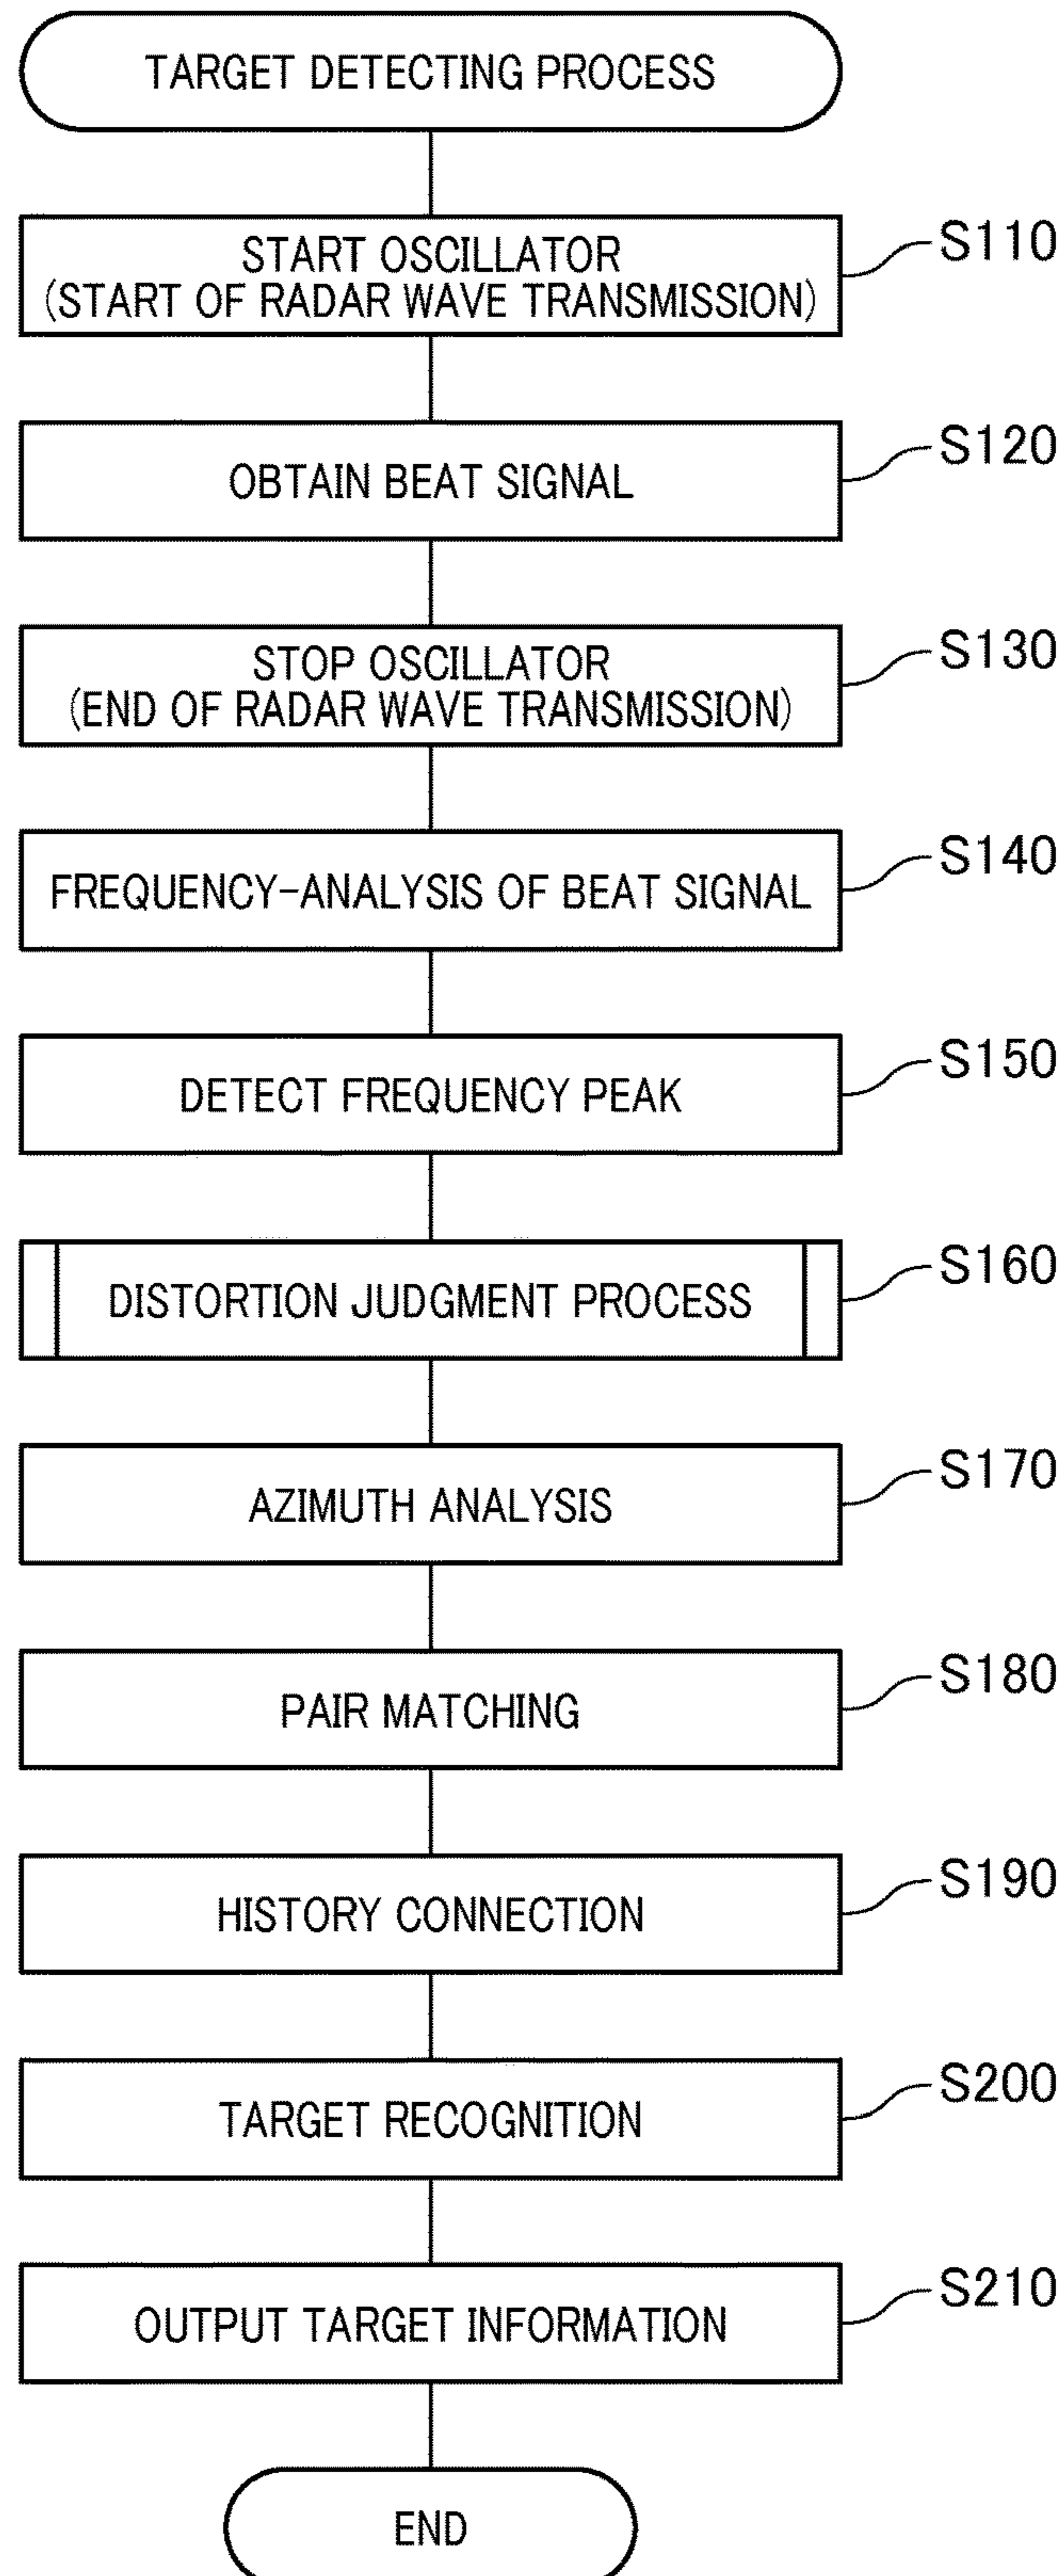 TARGET DETECTING PROCESS
START OSCILLATOR
(START OF RADAR WAVE TRANSMISSION)
S110
OBTAIN BEAT SIGNAL
S120
STOP OSCILLATOR
(END OF RADAR WAVE TRANSMISSION)
S130
FREQUENCY-ANALYSIS OF BEAT SIGNAL
S140
DETECT FREQUENCY PEAK
S150
DISTORTION JUDGMENT PROCESS
S160
AZIMUTH ANALYSIS
S170
PAIR MATCHING
S180
HISTORY CONNECTION
S190
TARGET RECOGNITION
S200
OUTPUT TARGET INFORMATION
S210
END